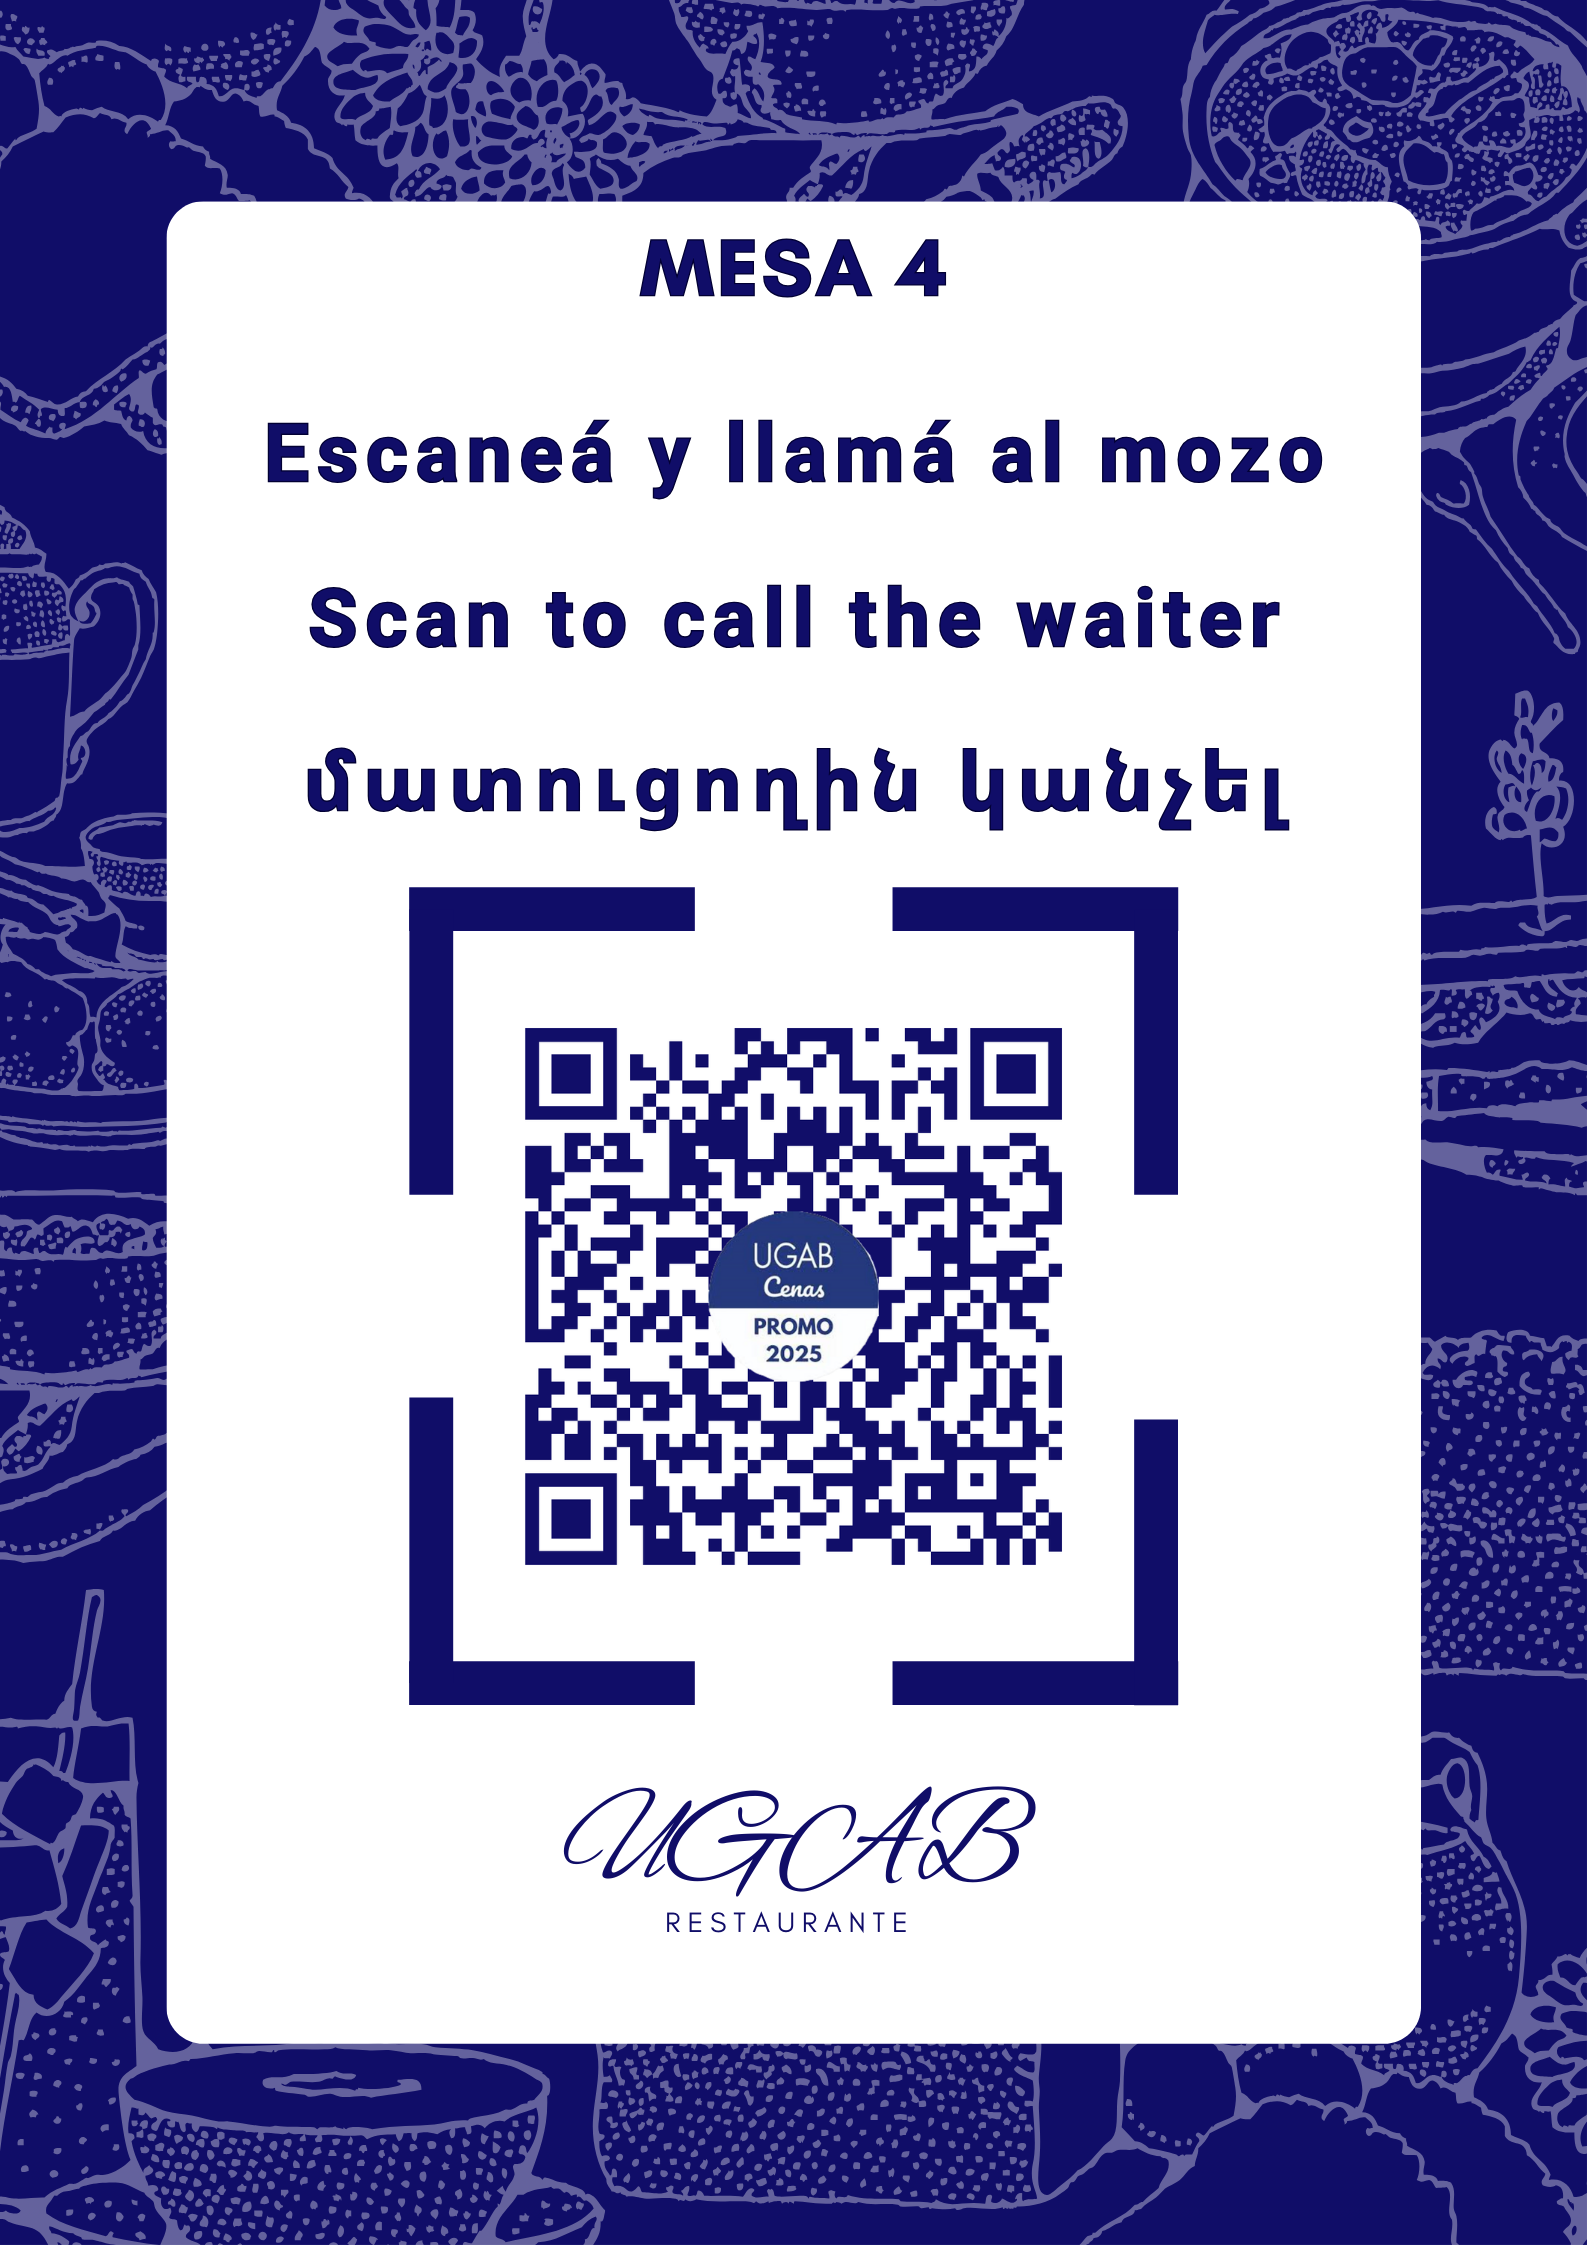 MESA 4
Escaneá y llamá al mozo
Scan to call the waiter
մատուցողին կանչել
UGAB
Cenas
PROMO
2025
UGAB
RESTAURANTE